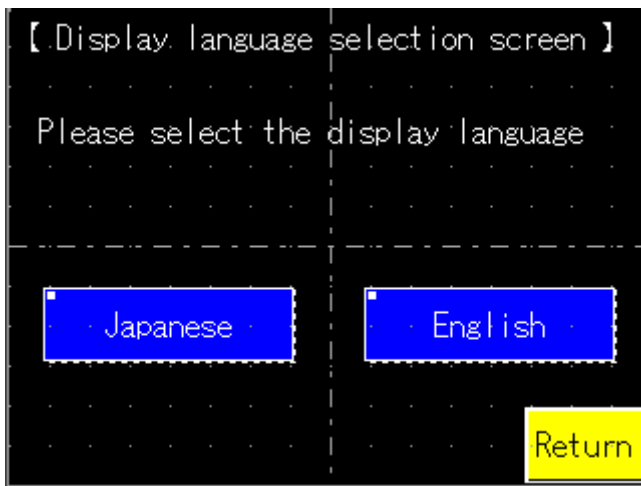 【 Display language selection screen 】
Please select the display language
Japanese English
Return